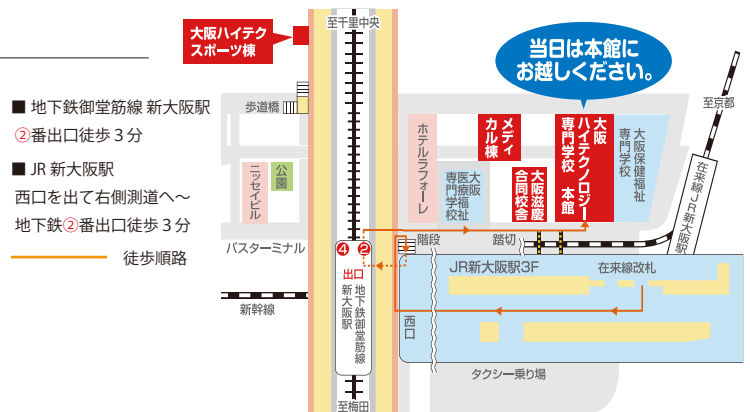 大阪ハイテク
スポーツ棟
至千里中央
当日は本館に
お越しください。
■ 地下鉄御堂筋線 新大阪駅
②番出口徒歩３分
■ JR 新大阪駅
西口を出て右側測道へ〜
地下鉄②番出口徒歩３分
徒歩順路
歩道橋
ニッセイビル
公園
バスターミナル
新幹線
④ ②
出口
地下鉄御堂筋線
新大阪駅
至梅田
ホテルラフォーレ
大阪
医療福祉
専門学校
メディ
カル棟
大阪滋慶
合同校舎
大阪
ハイテクノロジー
専門学校 本館
大阪保健福祉
専門学校
至京都
在来線JR新大阪駅
階段
踏切
JR新大阪駅3F
在来線改札
西口
タクシー乗り場